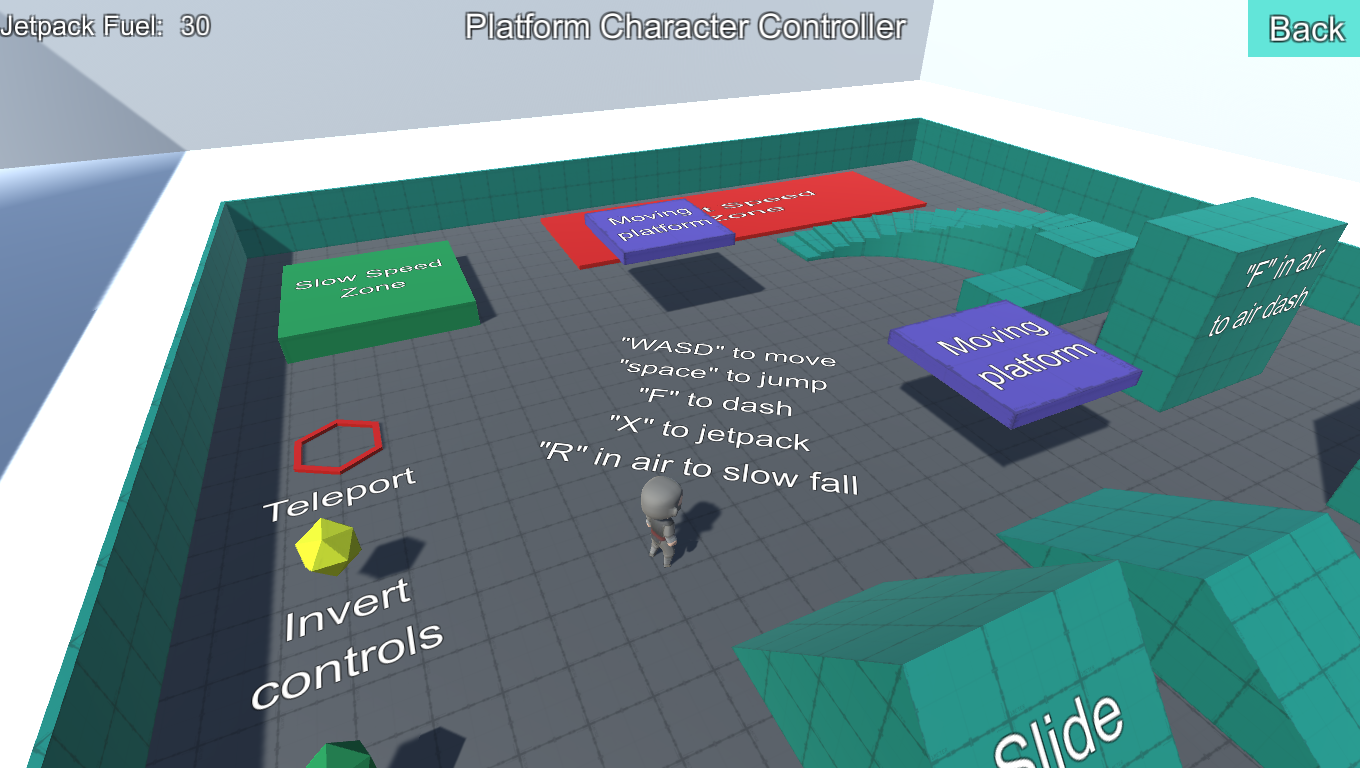 Jetpack Fuel: 30
Platform Character Controller
Back
Moving
platform
Speed
Zone
Slow Speed
Zone
"F" in air
to air dash
Moving
platform
"WASD" to move
"space" to jump
"F" to dash
"X" to jetpack
"R" in air to slow fall
Teleport
Invert
controls
Slide